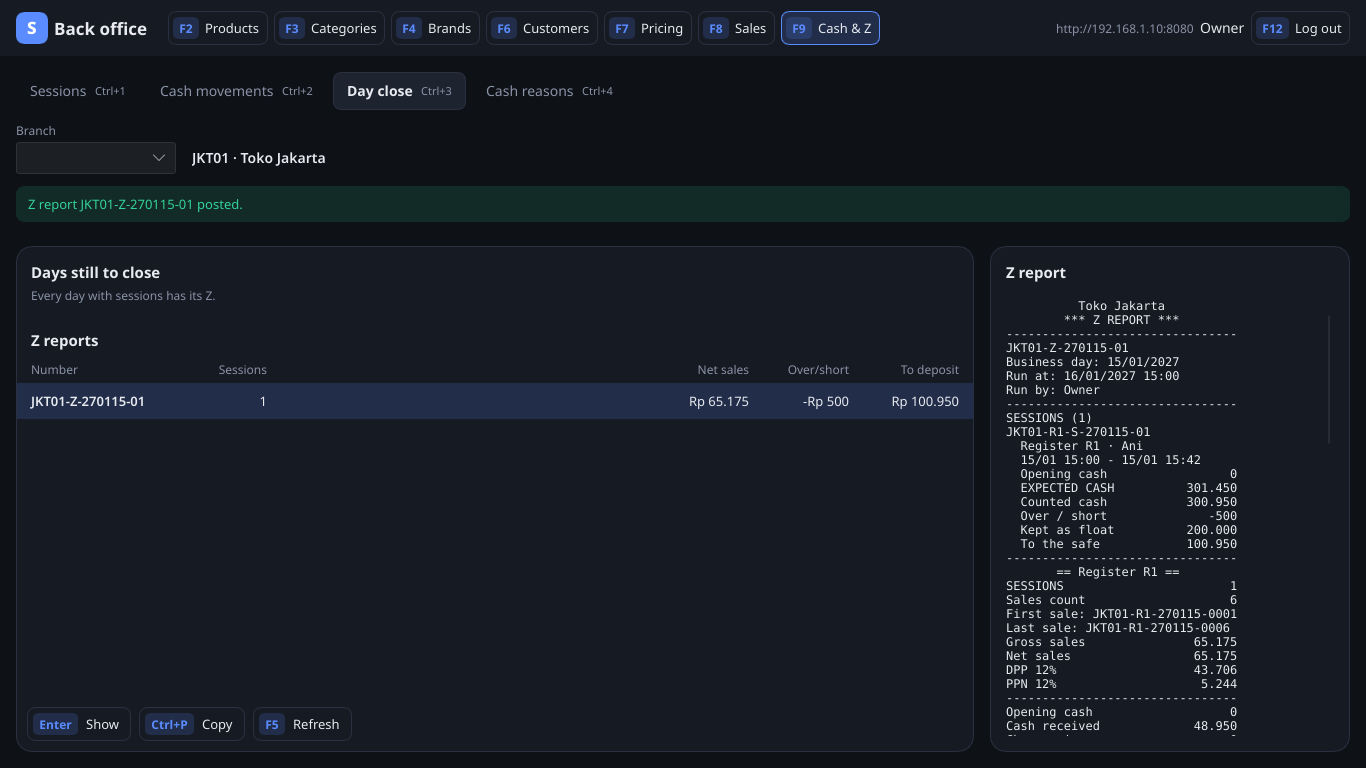 S Back office F2 Products F3 Categories F4 Brands F6 Customers F7 Pricing F8 Sales F9 Cash & Z http://192.168.1.10:8080 Owner F12 Log out
Sessions Ctrl+1 Cash movements Ctrl+2 Day close Ctrl+3 Cash reasons Ctrl+4
Branch
JKT01 · Toko Jakarta
Z report JKT01-Z-270115-01 posted.
Days still to close
Every day with sessions has its Z.
Z reports
Number Sessions Net sales Over/short To deposit
JKT01-Z-270115-01 1 Rp 65.175 -Rp 500 Rp 100.950
Enter Show Ctrl+P Copy F5 Refresh
Z report
Toko Jakarta
*** Z REPORT ***
--------------------------------
JKT01-Z-270115-01
Business day: 15/01/2027
Run at: 16/01/2027 15:00
Run by: Owner
--------------------------------
SESSIONS (1)
JKT01-R1-S-270115-01
Register R1 · Ani
15/01 15:00 - 15/01 15:42
Opening cash 0
EXPECTED CASH 301.450
Counted cash 300.950
Over / short -500
Kept as float 200.000
To the safe 100.950
--------------------------------
== Register R1 ==
SESSIONS 1
Sales count 6
First sale: JKT01-R1-270115-0001
Last sale: JKT01-R1-270115-0006
Gross sales 65.175
Net sales 65.175
DPP 12% 43.706
PPN 12% 5.244
--------------------------------
Opening cash 0
Cash received 48.950